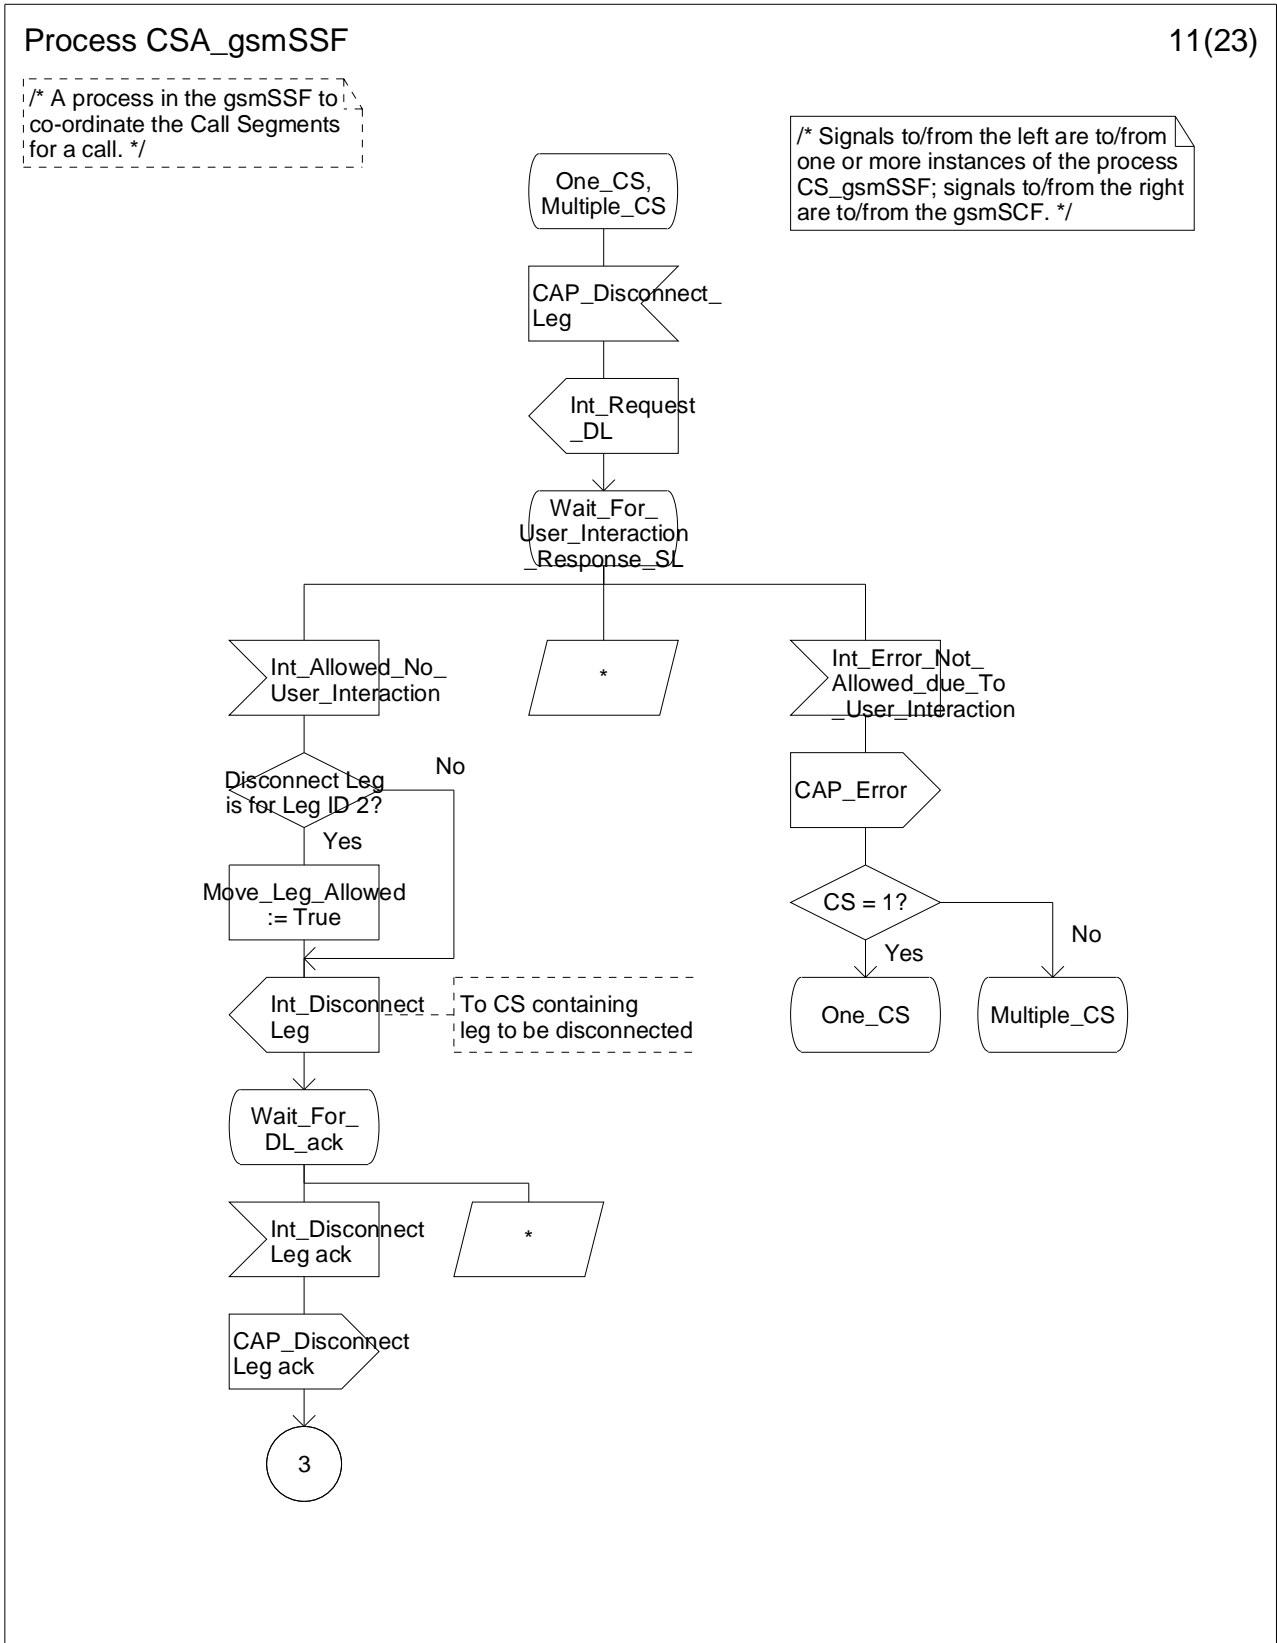 Process CSA_gsmSSF
11(23)
/* A process in the gsmSSF to
co-ordinate the Call Segments
for a call. */
/* Signals to/from the left are to/from
one or more instances of the process
CS_gsmSSF; signals to/from the right
are to/from the gsmSCF. */
One_CS,
Multiple_CS
CAP_Disconnect_
Leg
Int_Request
_DL
Wait_For_
User_Interaction
_Response_SL
Int_Allowed_No_
User_Interaction
*
Int_Error_Not_
Allowed_due_To
_User_Interaction
Disconnect Leg
is for Leg ID 2?
No
Yes
CAP_Error
Move_Leg_Allowed
:= True
CS = 1?
Yes
No
Int_Disconnect
Leg
To CS containing
leg to be disconnected
One_CS
Multiple_CS
Wait_For_
DL_ack
Int_Disconnect
Leg ack
*
CAP_Disconnect
Leg ack
3